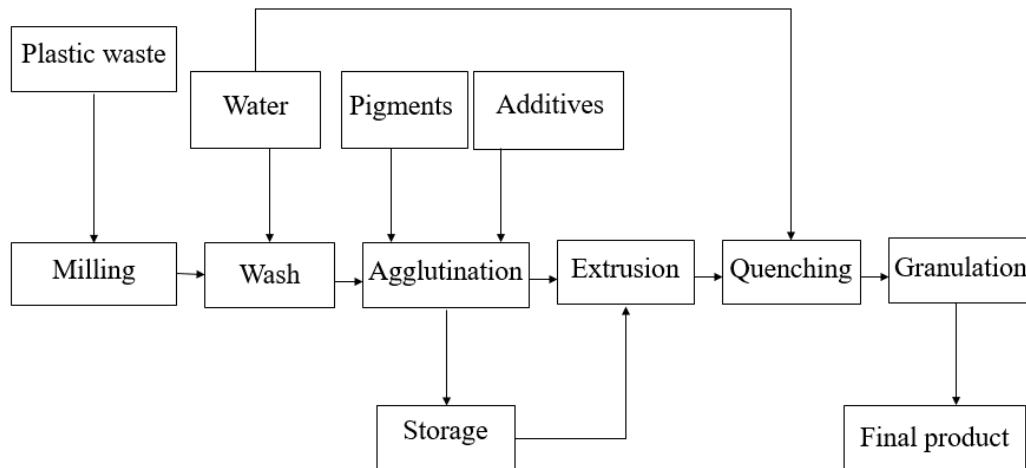 Plastic waste
Water
Pigments
Additives
Milling
Wash
Agglutination
Extrusion
Quenching
Granulation
Storage
Final product